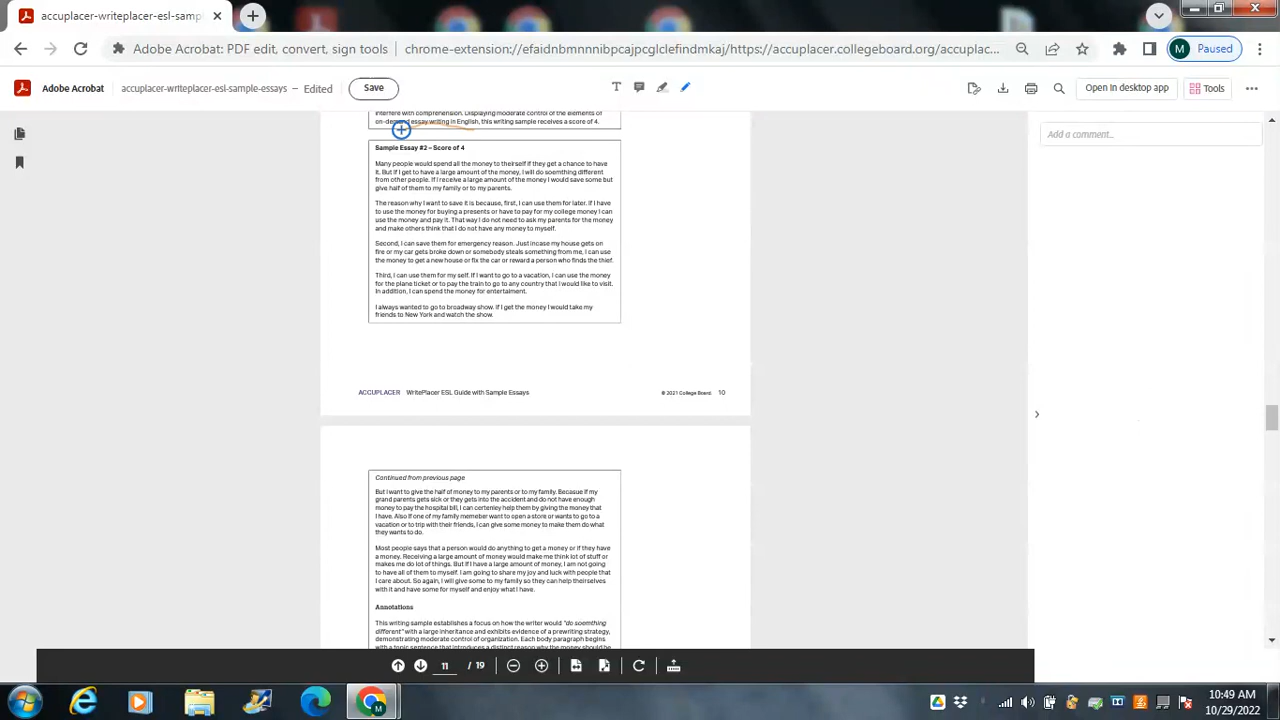 accuplacer-writeplacer-esl-samp
Adobe Acrobat: PDF edit, convert, sign tools | chrome-extension://efaidnbmnnnibpcajpcglclefindmkaj/https://accuplacer.collegeboard.org/accuplac...
M Paused
Adobe Acrobat accuplacer-writeplacer-esl-sample-essays – Edited Save Open in desktop app Tools
Add a comment...
interfere with comprehension. Displaying moderate control of the elements of
on-demand essay writing in English, this writing sample receives a score of 4.
Sample Essay #2 – Score of 4
Many people would spend all the money to theirself if they get a chance to have
it. But if I get to have a large amount of the money, I will do soemthing different
from other people. If I receive a large amount of the money I would save some but
give half of them to my family or to my parents.
The reason why I want to save it is because, first, I can use them for later. If I have
to use the money for buying a presents or have to pay for my college money I can
use the money and pay it. That way I do not need to ask my parents for the money
and make others think that I do not have any money to myself.
Second, I can save them for emergency reason. Just incase my house gets on
fire or my car gets broke down or somebody steals something from me, I can use
the money to get a new house or fix the car or reward a person who finds the thief.
Third, I can use them for my self. If I want to go to a vacation, I can use the money
for the plane ticket or to pay the train to go to any country that I would like to visit.
In addition, I can spend the money for entertaiment.
I always wanted to go to broadway show. If I get the money I would take my
friends to New York and watch the show.
ACCUPLACER WritePlacer ESL Guide with Sample Essays © 2021 College Board. 10
Continued from previous page
But I want to give the half of money to my parents or to my family. Becasue if my
grand parents gets sick or they gets into the accident and do not have enough
money to pay the hospital bill, I can certenley help them by giving the money that
I have. Also if one of my family memeber want to open a store or wants to go to a
vacation or to trip with their friends, I can give some money to make them do what
they wants to do.
Most people says that a person would do anything to get a money or if they have
a money. Receiving a large amount of money would make me think lot of stuff or
makes me do lot of things. But if I have a large amount of money, I am not going
to have all of them to myself. I am going to share my joy and luck with people that
I care about. So again, I will give some to my family so they can help theirselves
with it and have some for myself and enjoy what I have.
Annotations
This writing sample establishes a focus on how the writer would “do soemthing
different” with a large inheritance and exhibits evidence of a prewriting strategy,
demonstrating moderate control of organization. Each body paragraph begins
with a topic sentence that introduces a distinct reason why the money should be
11 / 19
10:49 AM
10/29/2022